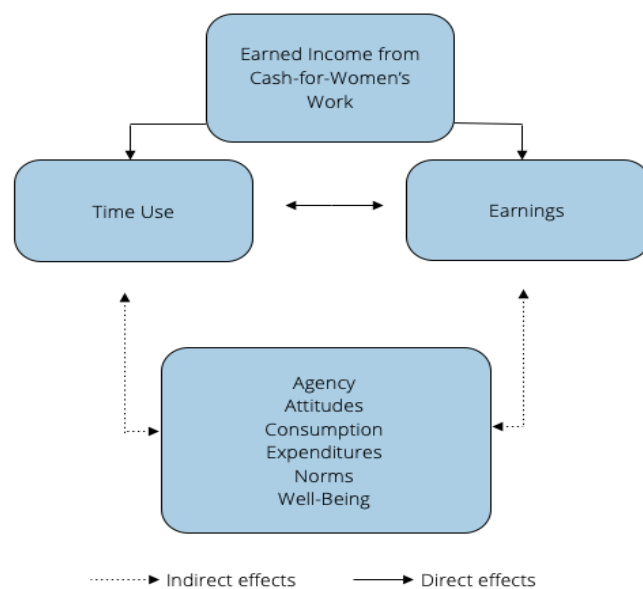 Earned Income from
Cash-for-Women's
Work
Time Use
Earnings
Agency
Attitudes
Consumption
Expenditures
Norms
Well-Being
Indirect effects
Direct effects